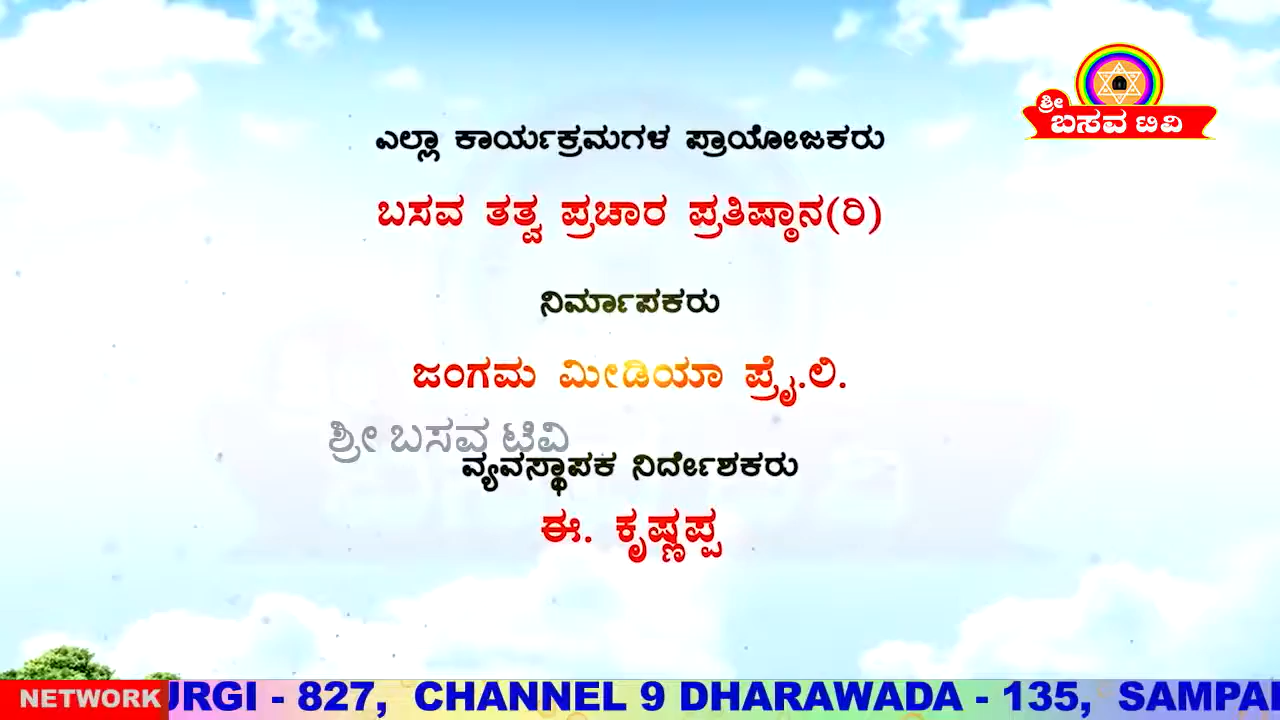 ಶ್ರೀ
ಬಸವ ಟಿವಿ
ಎಲ್ಲಾ ಕಾರ್ಯಕ್ರಮಗಳ ಪ್ರಾಯೋಜಕರು
ಬಸವ ತತ್ವ ಪ್ರಚಾರ ಪ್ರತಿಷ್ಠಾನ(ರಿ)
ನಿರ್ಮಾಪಕರು
ಜಂಗಮ ಮೀಡಿಯಾ ಪ್ರೈ.ಲಿ.
ಶ್ರೀ ಬಸವ ಟಿವಿ
ವ್ಯವಸ್ಥಾಪಕ ನಿರ್ದೇಶಕರು
ಈ. ಕೃಷ್ಣಪ್ಪ
NETWORK URGI - 827, CHANNEL 9 DHARAWADA - 135, SAMPA